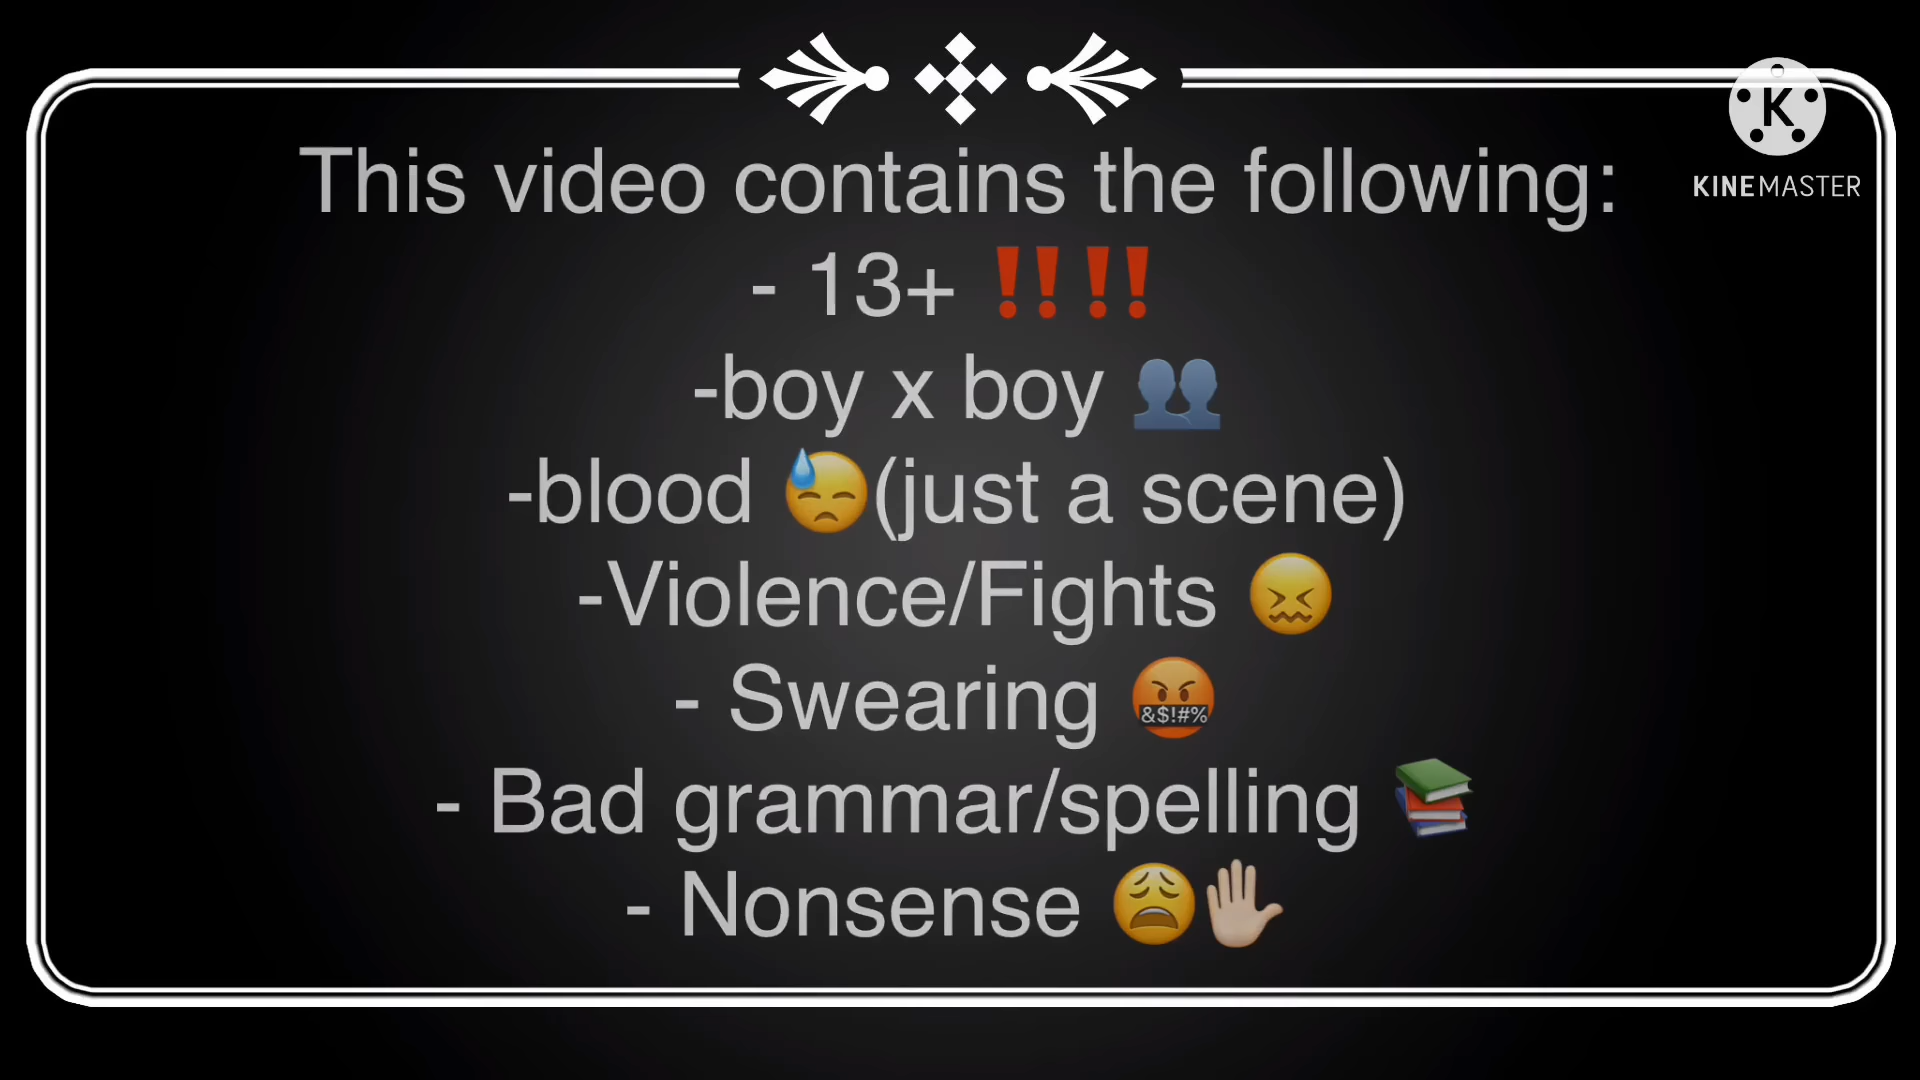 This video contains the following:
- 13+ ‼️‼️
-boy x boy 👥
-blood 😓(just a scene)
-Violence/Fights 😖
- Swearing 🤬
- Bad grammar/spelling 📚
- Nonsense 😩✋🏻
K
KINEMASTER